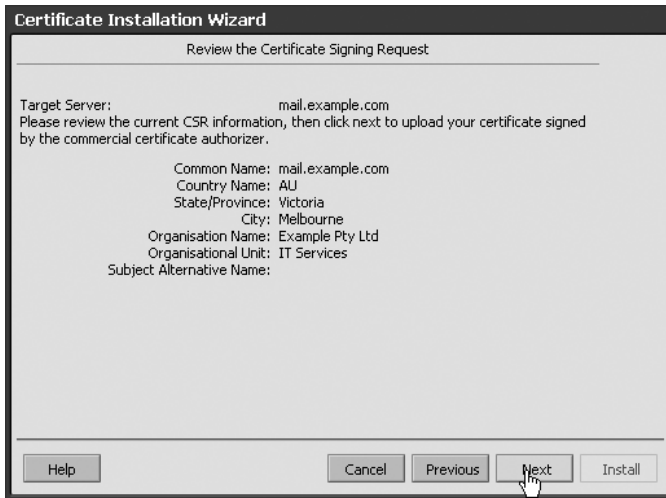 Certificate Installation Wizard
Review the Certificate Signing Request
Target Server: mail.example.com
Please review the current CSR information, then click next to upload your certificate signed
by the commercial certificate authorizer.
Common Name: mail.example.com
Country Name: AU
State/Province: Victoria
City: Melbourne
Organisation Name: Example Pty Ltd
Organisational Unit: IT Services
Subject Alternative Name:
Help Cancel Previous Next Install